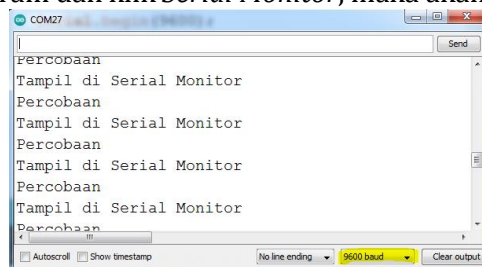 COM27
Send
Percobaan
Tampil di Serial Monitor
Percobaan
Tampil di Serial Monitor
Percobaan
Tampil di Serial Monitor
Percobaan
Tampil di Serial Monitor
Percobaan
Autoscroll Show timestamp No line ending 9600 baud Clear output